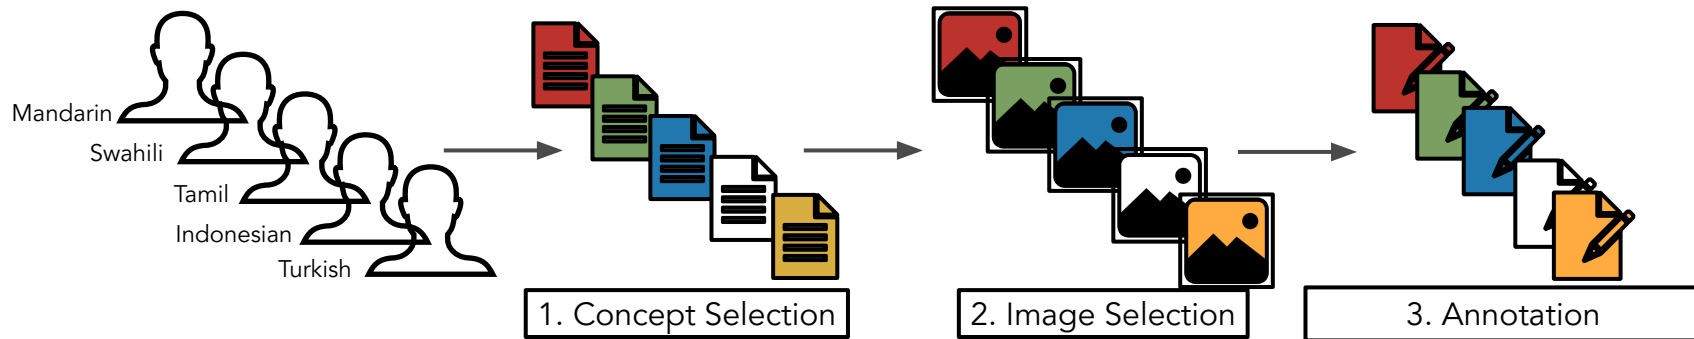 Mandarin
Swahili
Tamil
Indonesian
Turkish
1. Concept Selection
2. Image Selection
3. Annotation